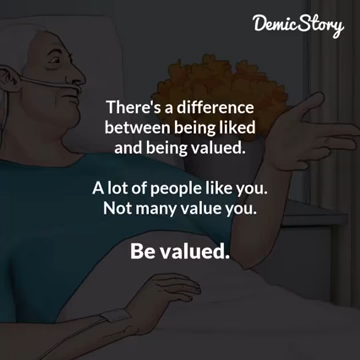 DemicStory
There's a difference
between being liked
and being valued.
A lot of people like you.
Not many value you.
Be valued.